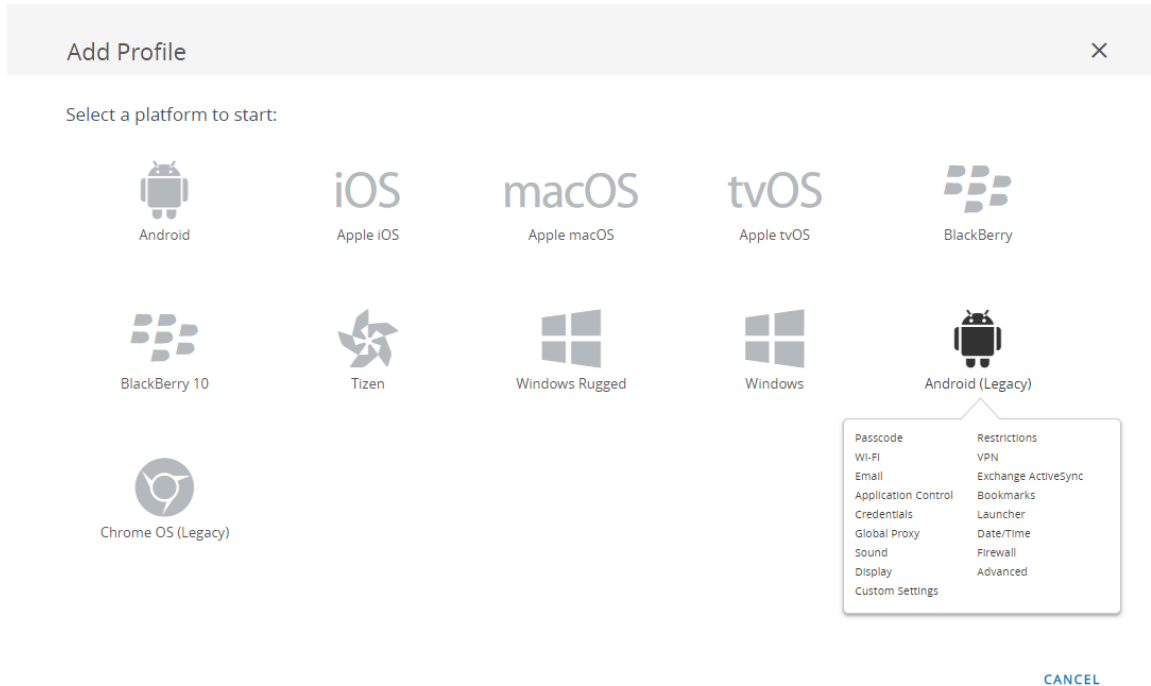 Add Profile
Select a platform to start:
iOS
macOS
tvOS
Android
Apple iOS
Apple macOS
Apple tvOS
BlackBerry
BlackBerry 10
Tizen
Windows Rugged
Windows
Android (Legacy)
Passcode
Restrictions
Wi-Fi
VPN
Email
Exchange ActiveSync
Application Control
Bookmarks
Credentials
Launcher
Global Proxy
Date/Time
Sound
Firewall
Display
Advanced
Custom Settings
Chrome OS (Legacy)
CANCEL